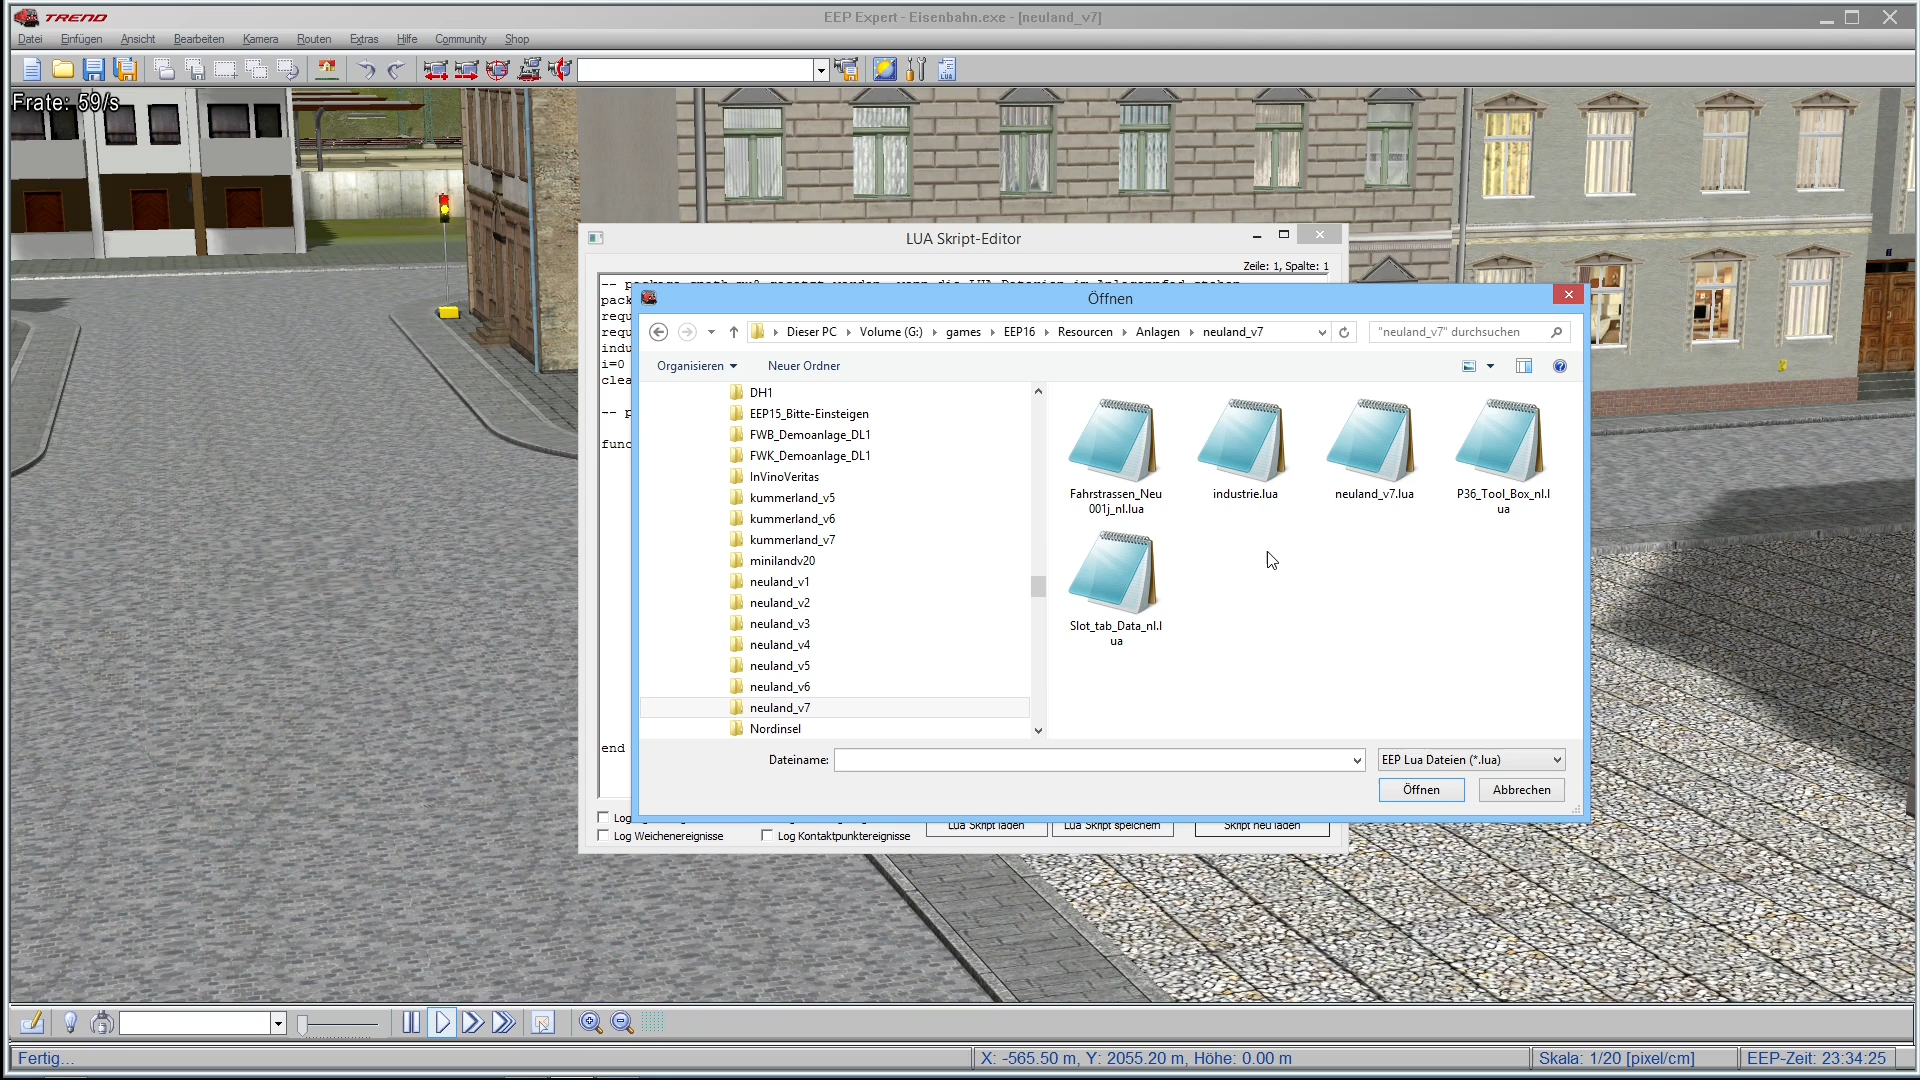 TREND
EEP Expert - Eisenbahn.exe - [neuland_v7]
Datei Einfügen Ansicht Bearbeiten Kamera Routen Extras Hilfe Community Shop
LUA
Frate: 59/s
LUA Skript-Editor
Zeile: 1, Spalte: 1
pack
requ
requ
indu
i=0
clea
-- p
func
end
Öffnen
Dieser PC Volume (G:) games EEP16 Resourcen Anlagen neuland_v7
"neuland_v7" durchsuchen
Organisieren Neuer Ordner
DH1
EEP15_Bitte-Einsteigen
FWB_Demoanlage_DL1
FWK_Demoanlage_DL1
InVinoVeritas
kummerland_v5
kummerland_v6
kummerland_v7
minilandv20
neuland_v1
neuland_v2
neuland_v3
neuland_v4
neuland_v5
neuland_v6
neuland_v7
Nordinsel
Fahrstrassen_Neu
001j_nl.lua
industrie.lua
neuland_v7.lua
P36_Tool_Box_nl.l
ua
Slot_tab_Data_nl.l
ua
Dateiname:
EEP Lua Dateien (*.lua)
Öffnen Abbrechen
Log
Log Weichenereignisse Log Kontaktpunktereignisse
Lua Skript laden Lua Skript speichern Skript neu laden
Fertig...
X: -565.50 m, Y: 2055.20 m, Höhe: 0.00 m
Skala: 1/20 [pixel/cm]
EEP-Zeit: 23:34:25